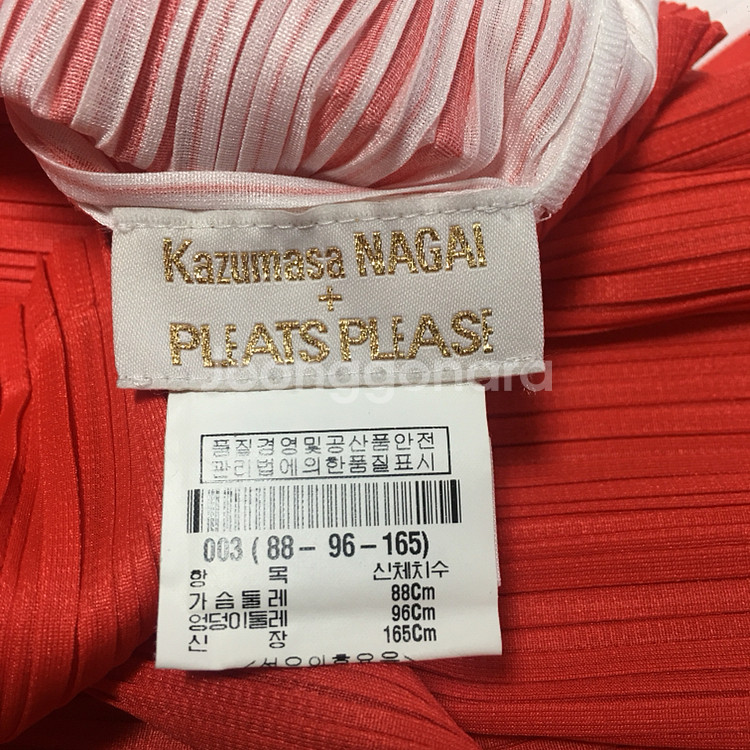 Kazumasa NAGAI
+
PLEATS PLEASE
joonggonara
품질경영및공산품안전
관리법에의한품질표시
003 ( 88 - 96 - 165)
항 목 신체치수
가슴둘레 88Cm
엉덩이둘레 96Cm
신 장 165Cm